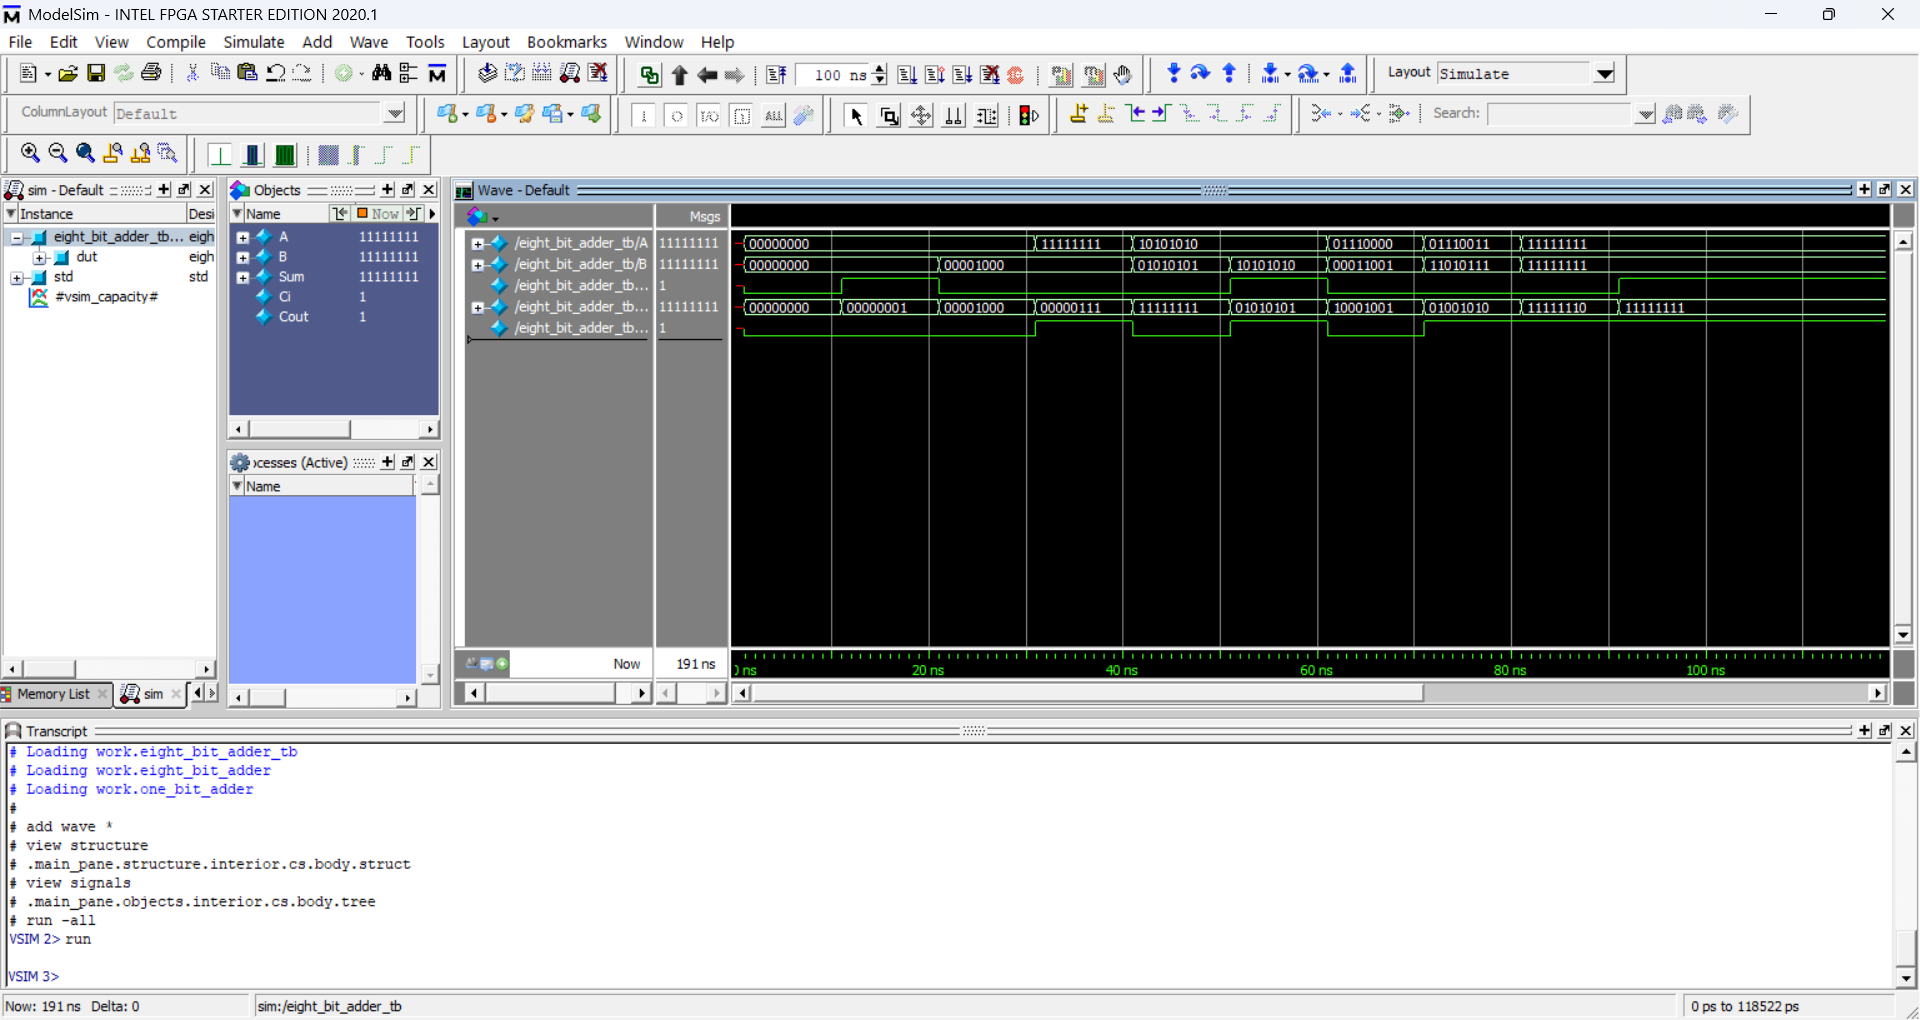 ModelSim - INTEL FPGA STARTER EDITION 2020.1
File Edit View Compile Simulate Add Wave Tools Layout Bookmarks Window Help
100 ns
Layout Simulate
ColumnLayout Default
ALL
Search:
sim - Default
Instance Desi
eight_bit_adder_tb... eigh
dut eigh
std std
#vsim_capacity#
Memory List
sim
Objects
Name Now
A 11111111
B 11111111
Sum 11111111
Ci 1
Cout 1
ocesses (Active)
Name
Wave - Default
Msgs
/eight_bit_adder_tb/A 11111111 00000000 11111111 10101010 01110000 01110011 11111111
/eight_bit_adder_tb/B 11111111 00000000 00001000 01010101 10101010 00011001 11010111 11111111
/eight_bit_adder_tb... 1
/eight_bit_adder_tb... 11111111 00000000 00000001 00001000 00000111 11111111 01010101 10001001 01001010 11111110 11111111
/eight_bit_adder_tb... 1
Now 191 ns
0 ns 20 ns 40 ns 60 ns 80 ns 100 ns
Transcript
# Loading work.eight_bit_adder_tb
# Loading work.eight_bit_adder
# Loading work.one_bit_adder
#
# add wave *
# view structure
# .main_pane.structure.interior.cs.body.struct
# view signals
# .main_pane.objects.interior.cs.body.tree
# run -all
VSIM 2> run
VSIM 3>
Now: 191 ns Delta: 0
sim:/eight_bit_adder_tb
0 ps to 118522 ps